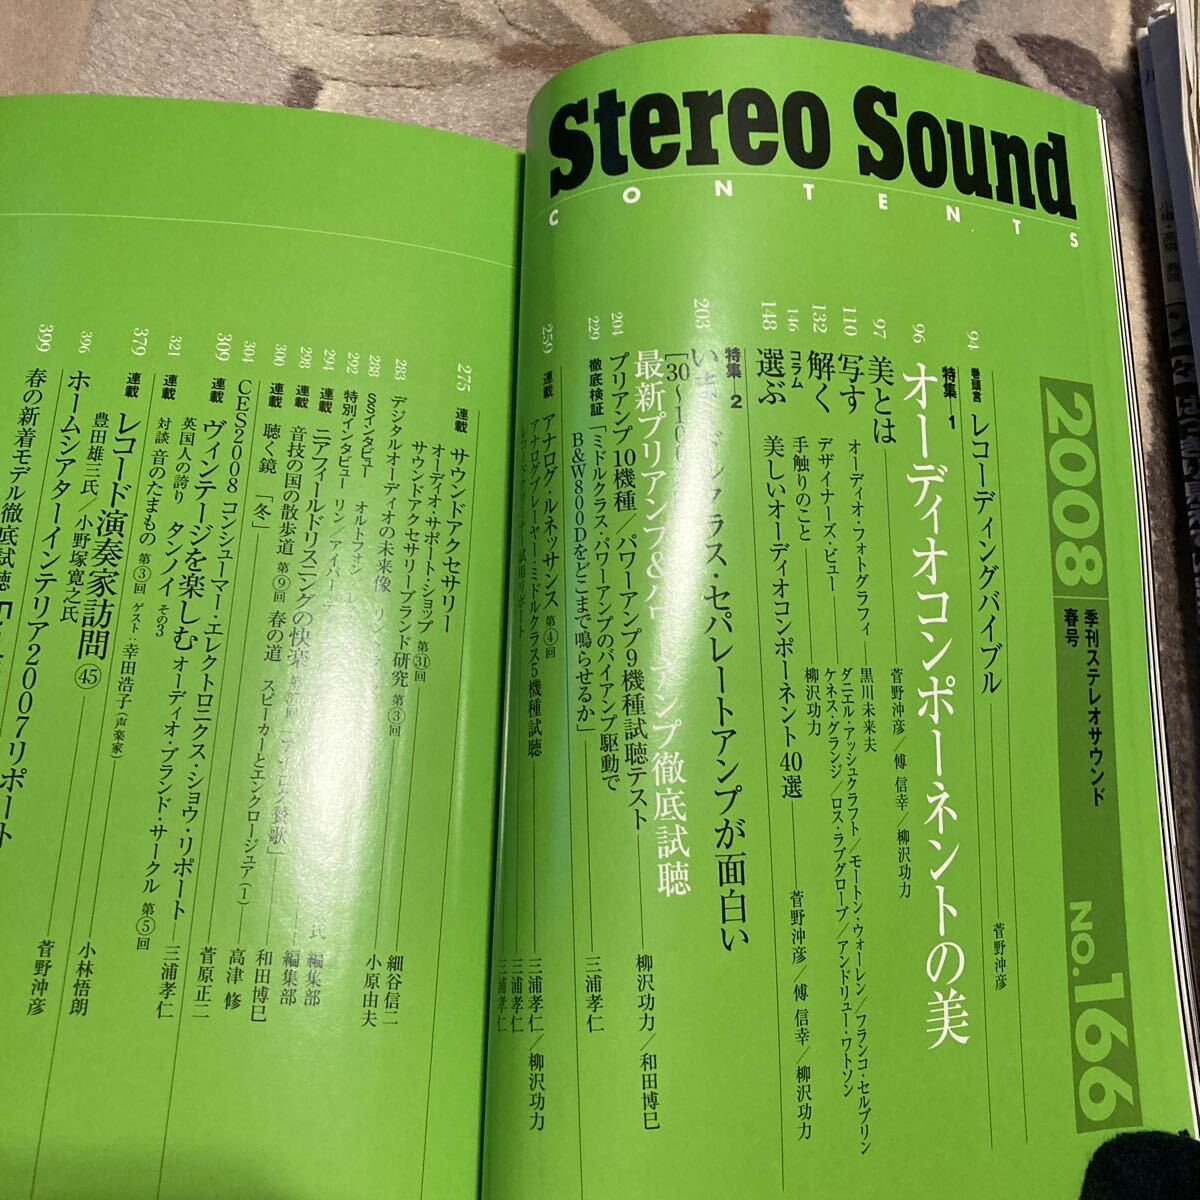 Stereo Sound
CONTENTS
2008
季刊ステレオサウンド
春号
NO.166
94 巻頭言 レコーディングバイブル 菅野沖彦
特集 1
96 オーディオコンポーネントの美
97 美とは 菅野沖彦/傅 信幸/柳沢功力
110 写す オーディオ・フォトグラフィ 黒川未来夫
132 解く デザイナーズ・ビュー ダニエル・アッシュクラフト/モートン・ウォーレン/フランコ・セルブリン
ケネス・グランジ/ロス・ラブグローブ/アンドリュー・ワトソン
146 コラム 手触りのこと 柳沢功力
148 選ぶ 美しいオーディオコンポーネント40選 菅野沖彦/傅 信幸/柳沢功力
特集 2
203 ミドルクラス・セパレートアンプが面白い
最新プリアンプ&パワーアンプ徹底試聴
204 プリアンプ10機種/パワーアンプ9機種試聴テスト 柳沢功力/和田博巳
229 徹底検証 「ミドルクラス・パワーアンプのバイアンプ駆動で
B&W800Dをどこまで鳴らせるか」 三浦孝仁
259 連載 アナログ・ルネッサンス 第④回 三浦孝仁/柳沢功力
アナログプレーヤー・ミドルクラス5機種試聴 三浦孝仁
試用リポート 三浦孝仁
275 連載 サウンドアクセサリー
オーディオ・サポート・ショップ 第㉛回
サウンドアクセサリーブランド研究 第③回
283 デジタルオーディオの未来像 細谷信二
288 SSインタビュー オルトフォン 小原由夫
292 特別インタビュー リン/アイバー 氏
294 連載 ニアフィールドリスニングの快楽 編集部
298 連載 音技の国の散歩道 第⑨回 春の道 編集部
300 連載 聴く鏡 「冬」 スピーカーとエンクロージュア(1) 和田博巳
304 CES2008 コンシューマー・エレクトロニクス・ショウ・リポート 高津 修
309 連載 ヴィンテージを楽しむ オーディオ・ブランド・サークル 第⑤回 菅原正二
英国人の誇り タンノイ その3 三浦孝仁
321 連載 対談 音のたまもの 第③回 ゲスト:幸田浩子(声楽家)
379 連載 レコード演奏家訪問 ㊺
豊田雄三氏/小野塚寛之氏
396 ホームシアターインテリア2007リポート 小林悟朗
399 春の新着モデル徹底試聴 菅野沖彦